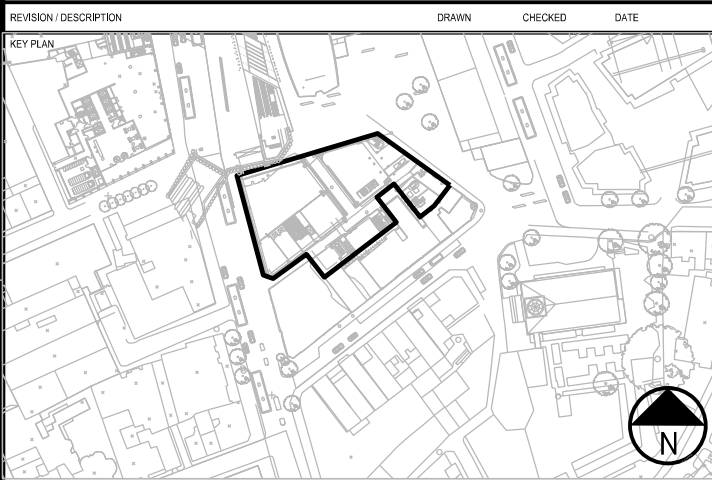 REVISION / DESCRIPTION DRAWN CHECKED DATE
KEY PLAN
N